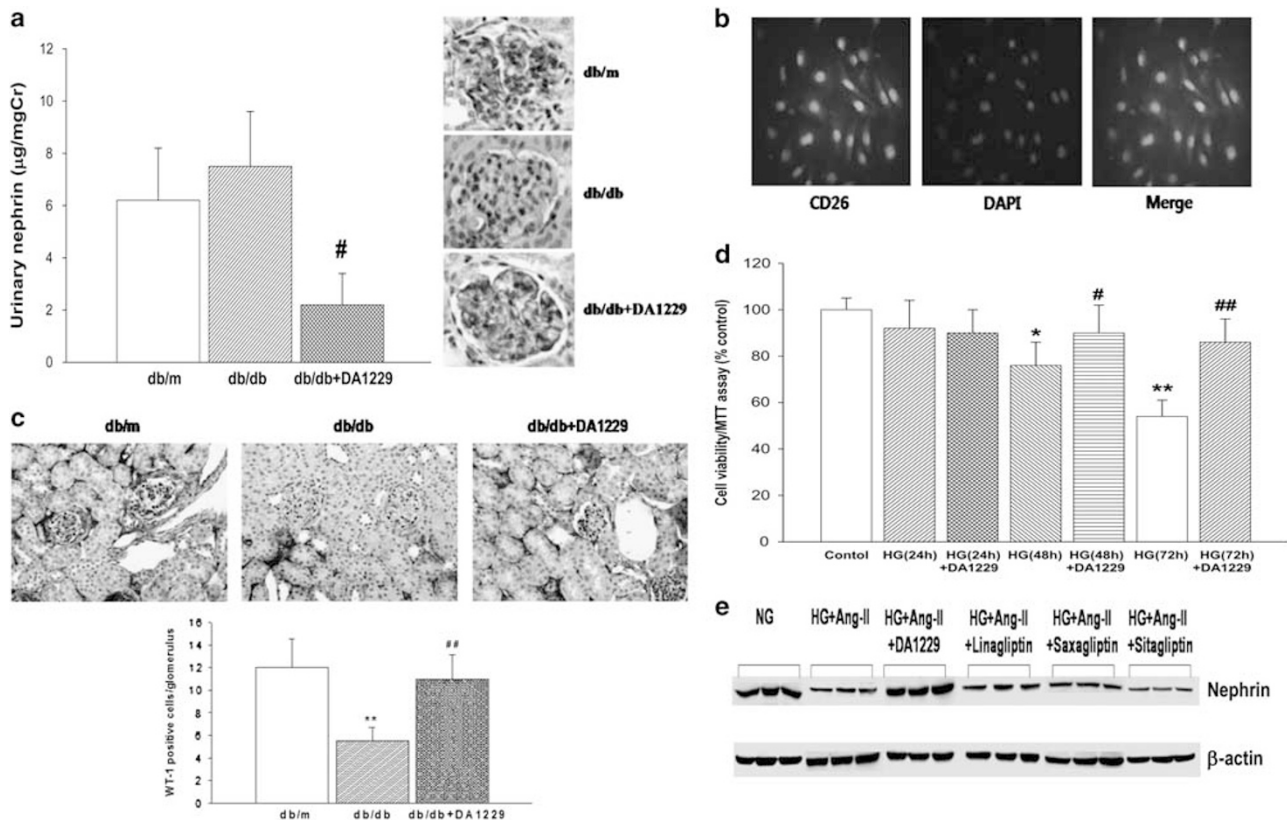 a
Urinary nephrin (µg/mgCr)
12
10
8
6
4
2
0
#
db/m
db/db
db/db+DA1229
db/m
db/db
db/db+DA1229
b
CD26
DAPI
Merge
c
db/m
db/db
db/db+DA1229
WT-1 positive cells/glomerulus
16
14
12
10
8
6
4
2
0
**
##
db/m
db/db
db/db+DA1229
d
Cell viability/MTT assay (% control)
120
100
80
60
40
20
0
*
#
**
##
Contol
HG(24h)
HG(24h)
+DA1229
HG(48h)
HG(48h)
+DA1229
HG(72h)
HG(72h)
+DA1229
e
NG
HG+Ang-II
HG+Ang-II
+DA1229
HG+Ang-II
+Linagliptin
HG+Ang-II
+Saxagliptin
HG+Ang-II
+Sitagliptin
Nephrin
β-actin